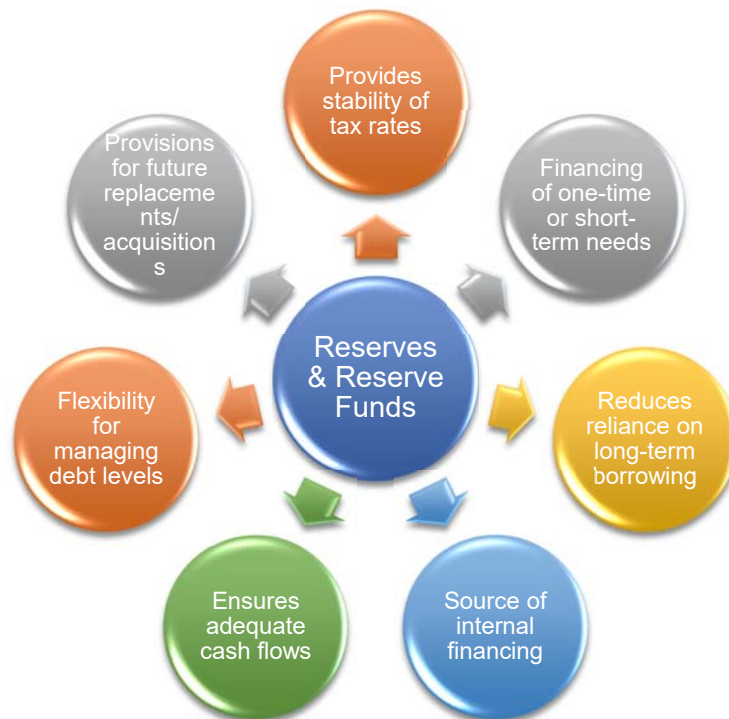 Provides
stability of
tax rates
Provisions
for future
replaceme
nts/
acquisition
s
Financing
of one-time
or short-
term needs
Reserves
& Reserve
Funds
Flexibility
for
managing
debt levels
Reduces
reliance on
long-term
borrowing
Ensures
adequate
cash flows
Source of
internal
financing